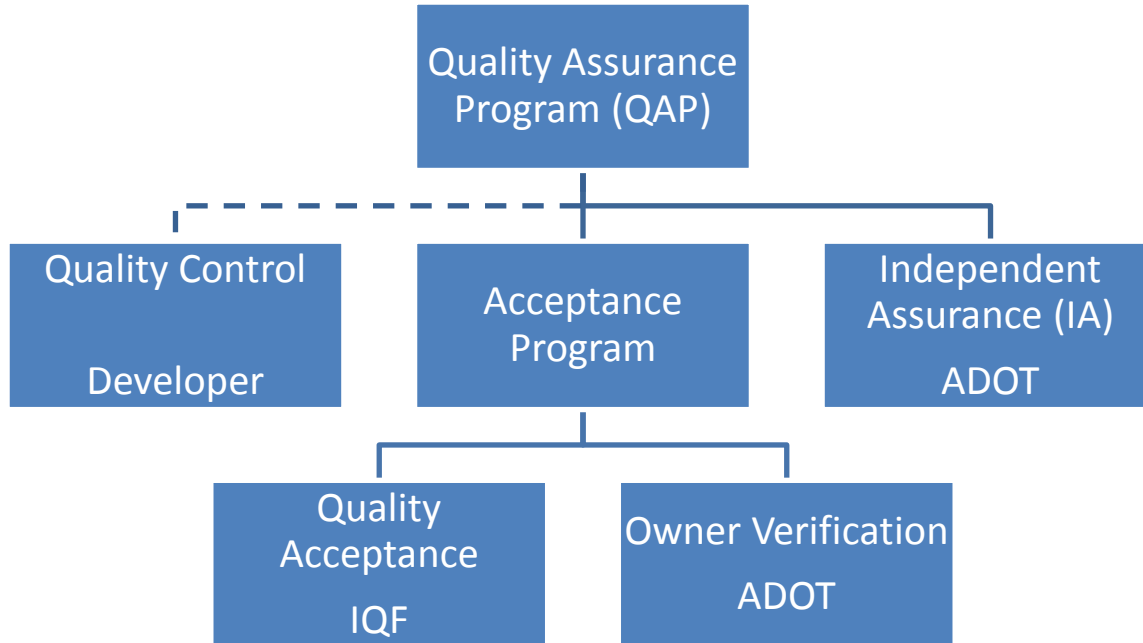 Quality Assurance
Program (QAP)
Quality Control
Developer
Acceptance
Program
Independent
Assurance (IA)
ADOT
Quality
Acceptance
IQF
Owner Verification
ADOT